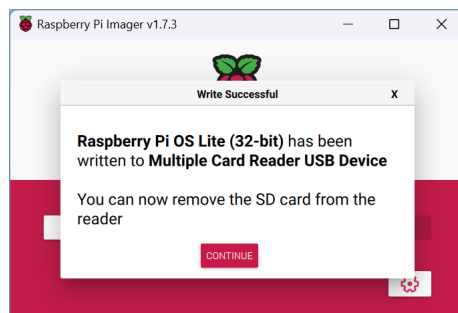 Raspberry Pi Imager v1.7.3
Write Successful
X
Raspberry Pi OS Lite (32-bit) has been
written to Multiple Card Reader USB Device
You can now remove the SD card from the
reader
CONTINUE